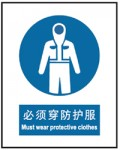 必须穿防护服
Must wear protective clothes